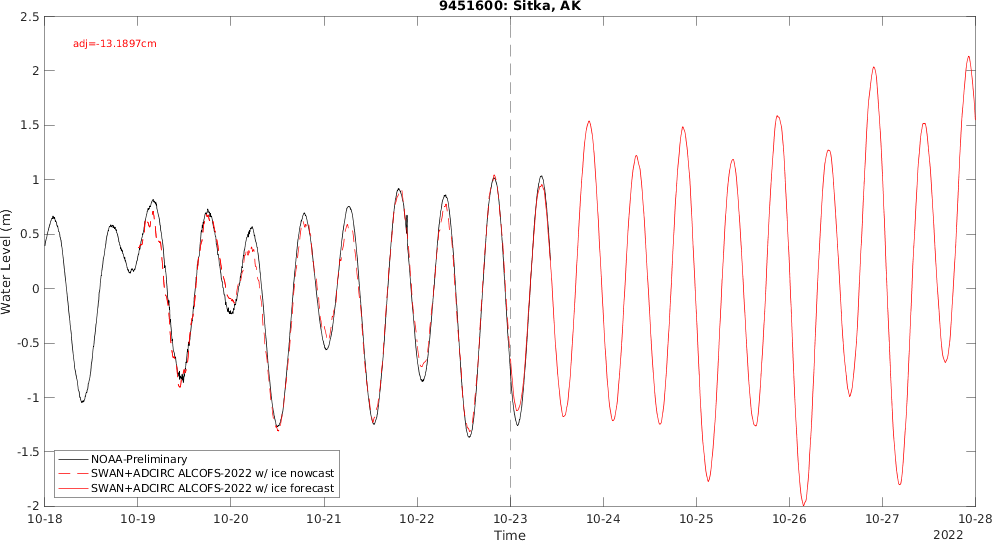 9451600: Sitka, AK
adj=-13.1897cm
Water Level (m)
2.5
2
1.5
1
0.5
0
-0.5
-1
-1.5
-2
NOAA-Preliminary
SWAN+ADCIRC ALCOFS-2022 w/ ice nowcast
SWAN+ADCIRC ALCOFS-2022 w/ ice forecast
10-18 10-19 10-20 10-21 10-22 10-23 10-24 10-25 10-26 10-27 10-28
Time
2022